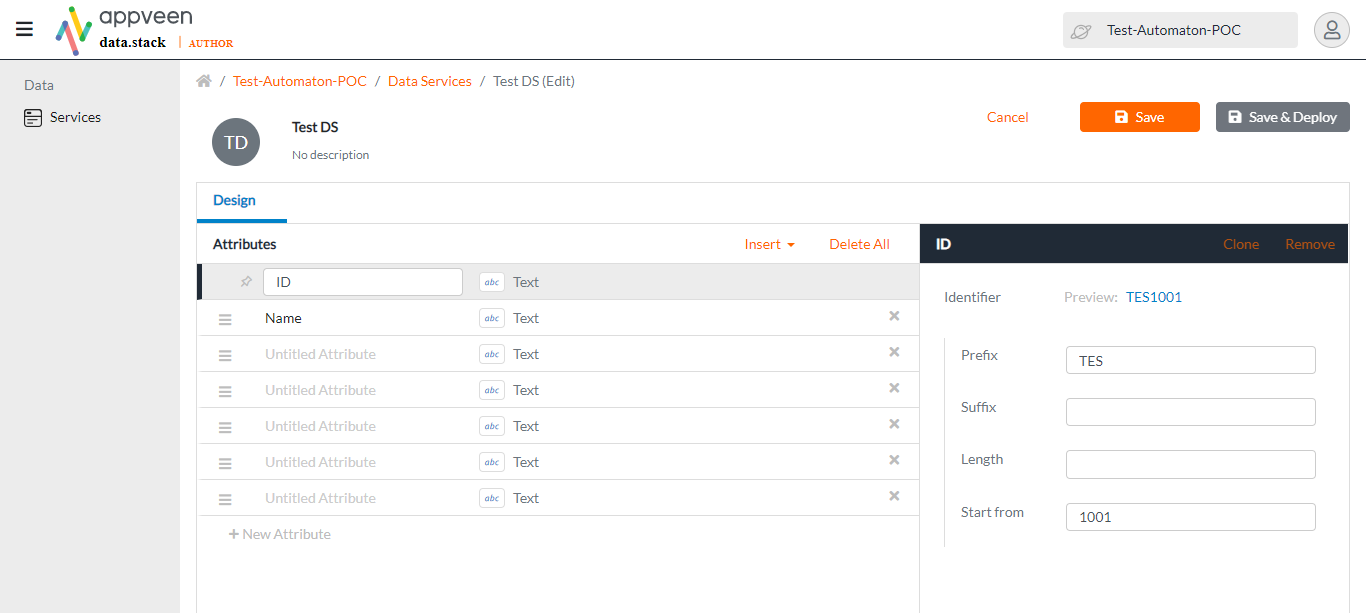 appveen
data.stack | AUTHOR
Test-Automaton-POC
Data
Services
/ Test-Automaton-POC / Data Services / Test DS (Edit)
TD
Test DS
No description
Cancel
Save
Save & Deploy
Design
Attributes
Insert
Delete All
ID
Clone
Remove
ID
abc Text
Name
abc Text
Untitled Attribute
abc Text
Untitled Attribute
abc Text
Untitled Attribute
abc Text
Untitled Attribute
abc Text
Untitled Attribute
abc Text
+ New Attribute
Identifier
Preview: TES1001
Prefix
TES
Suffix
Length
Start from
1001